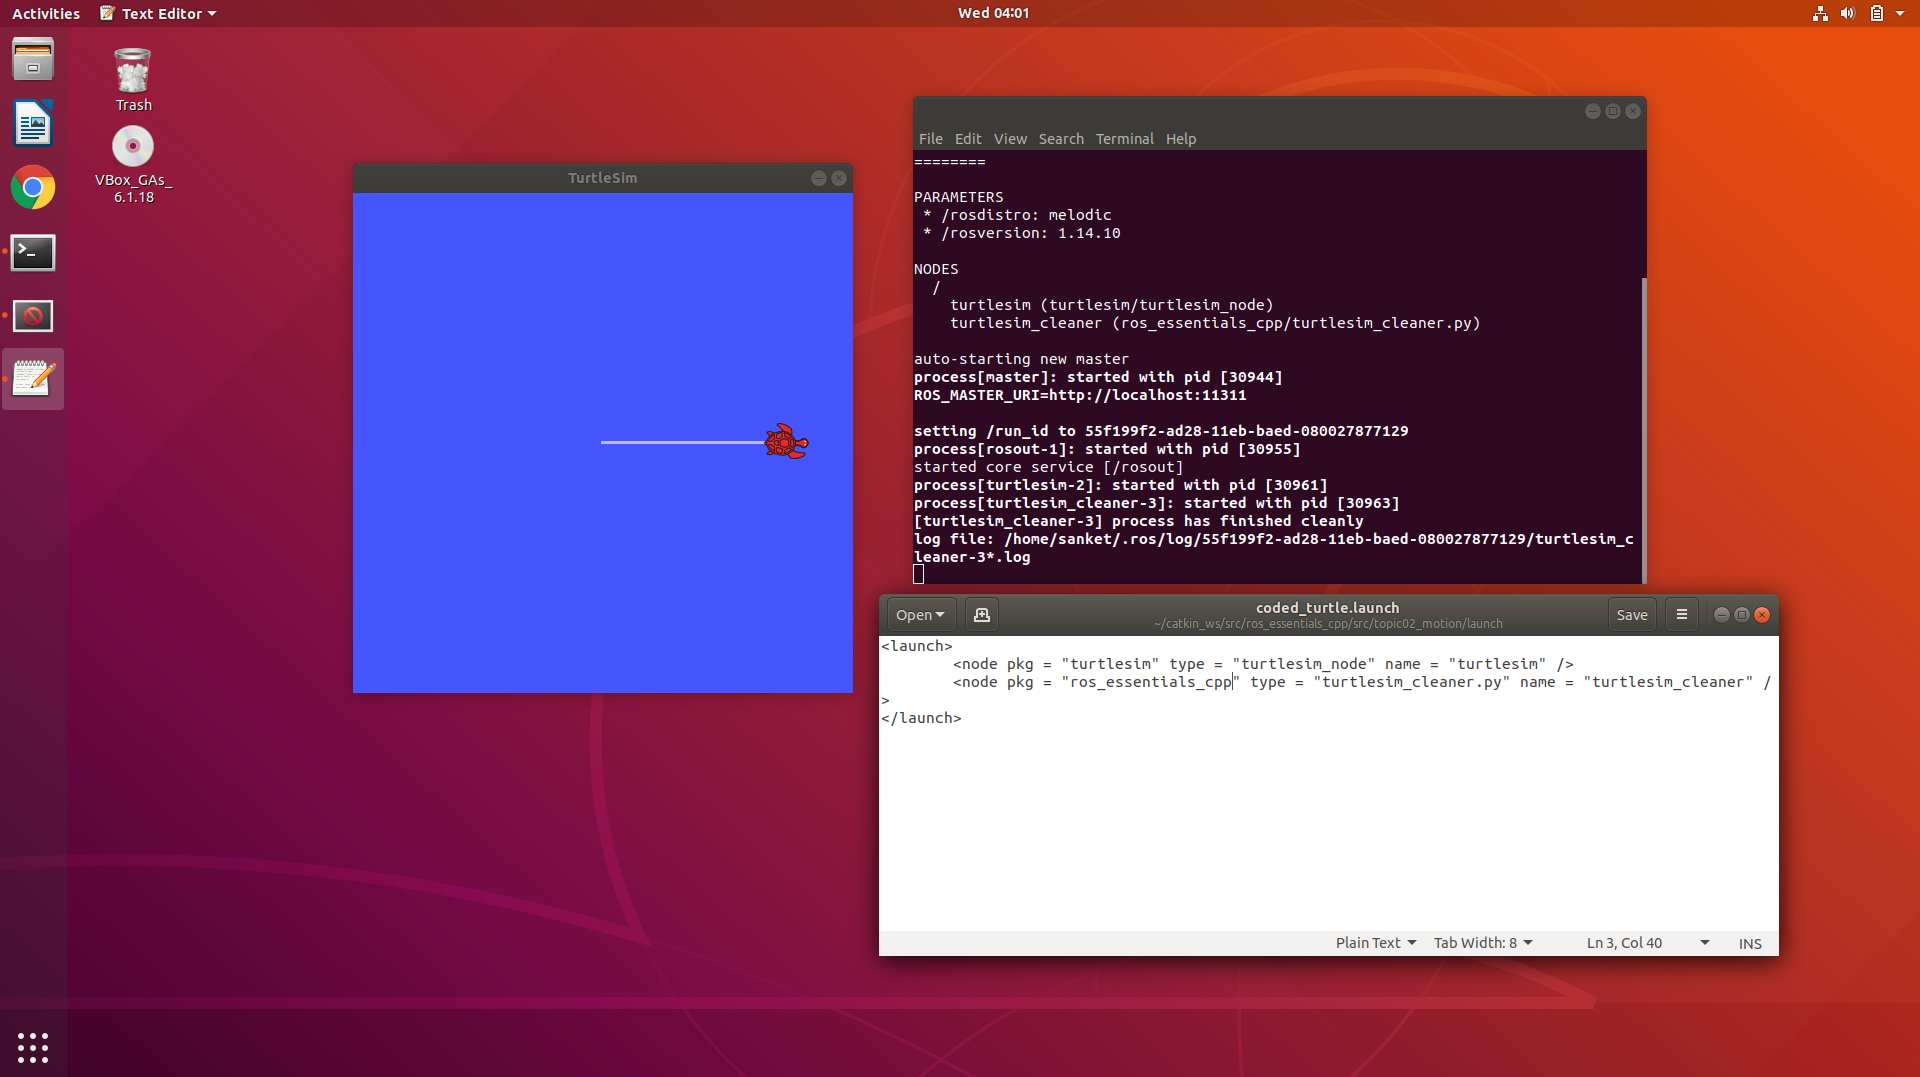 Activities
Text Editor
Wed 04:01
Trash
VBox_GAs_
6.1.18
TurtleSim
File Edit View Search Terminal Help
========
PARAMETERS
* /rosdistro: melodic
* /rosversion: 1.14.10
NODES
/
turtlesim (turtlesim/turtlesim_node)
turtlesim_cleaner (ros_essentials_cpp/turtlesim_cleaner.py)
auto-starting new master
process[master]: started with pid [30944]
ROS_MASTER_URI=http://localhost:11311
setting /run_id to 55f199f2-ad28-11eb-baed-080027877129
process[rosout-1]: started with pid [30955]
started core service [/rosout]
process[turtlesim-2]: started with pid [30961]
process[turtlesim_cleaner-3]: started with pid [30963]
[turtlesim_cleaner-3] process has finished cleanly
log file: /home/sanket/.ros/log/55f199f2-ad28-11eb-baed-080027877129/turtlesim_c
leaner-3*.log
Open
coded_turtle.launch
~/catkin_ws/src/ros_essentials_cpp/src/topic02_motion/launch
Save
<launch>
<node pkg = "turtlesim" type = "turtlesim_node" name = "turtlesim" />
<node pkg = "ros_essentials_cpp" type = "turtlesim_cleaner.py" name = "turtlesim_cleaner" /
>
</launch>
Plain Text
Tab Width: 8
Ln 3, Col 40
INS